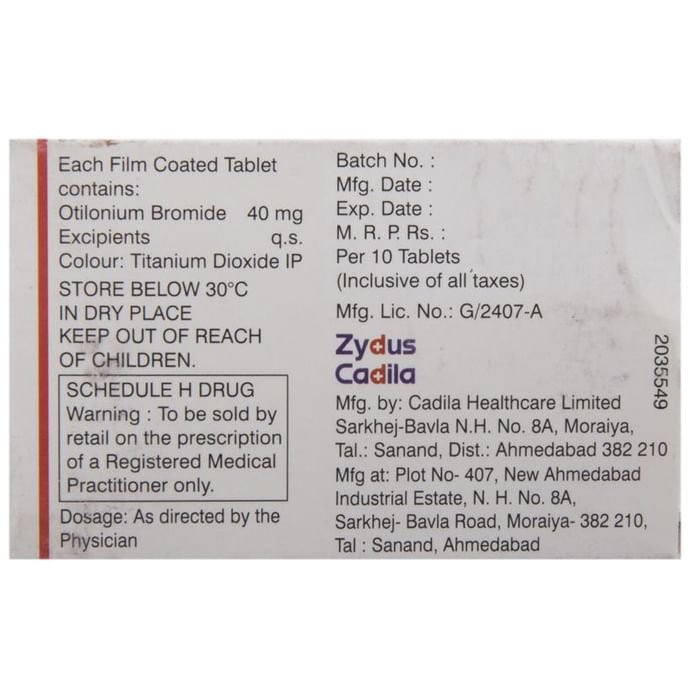 Each Film Coated Tablet
contains:
Otilonium Bromide 40 mg
Excipients q.s.
Colour: Titanium Dioxide IP
STORE BELOW 30°C
IN DRY PLACE
KEEP OUT OF REACH
OF CHILDREN.
SCHEDULE H DRUG
Warning : To be sold by
retail on the prescription
of a Registered Medical
Practitioner only.
Dosage: As directed by the
Physician
Batch No. :
Mfg. Date :
Exp. Date :
M. R. P. Rs. :
Per 10 Tablets
(Inclusive of all taxes)
Mfg. Lic. No.: G/2407-A
Zydus
Cadila
Mfg. by: Cadila Healthcare Limited
Sarkhej-Bavla N.H. No. 8A, Moraiya,
Tal.: Sanand, Dist.: Ahmedabad 382 210
Mfg at: Plot No- 407, New Ahmedabad
Industrial Estate, N. H. No. 8A,
Sarkhej- Bavla Road, Moraiya- 382 210,
Tal : Sanand, Ahmedabad
2035549